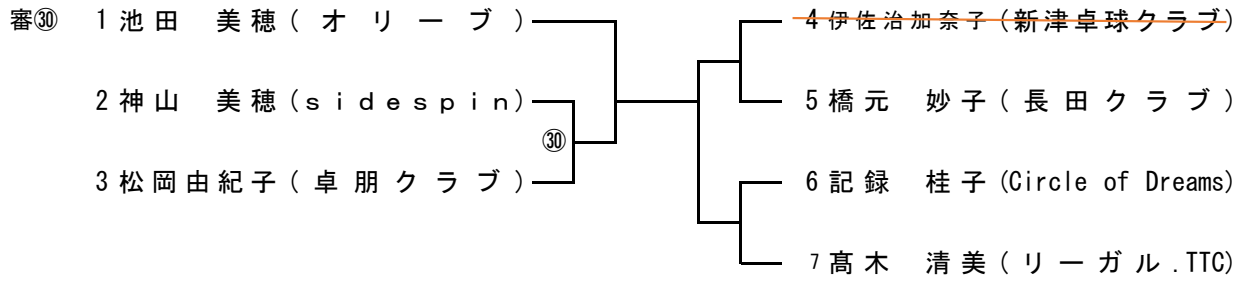 審㉚ 1 池田 美穂 (オリーブ)
2 神山 美穂 (sidespin)
㉚
3 松岡由紀子 (卓朋クラブ)
4 伊佐治加奈子 (新津卓球クラブ)
5 橋元 妙子 (長田クラブ)
6 記録 桂子 (Circle of Dreams)
7 髙木 清美 (リーガル.TTC)